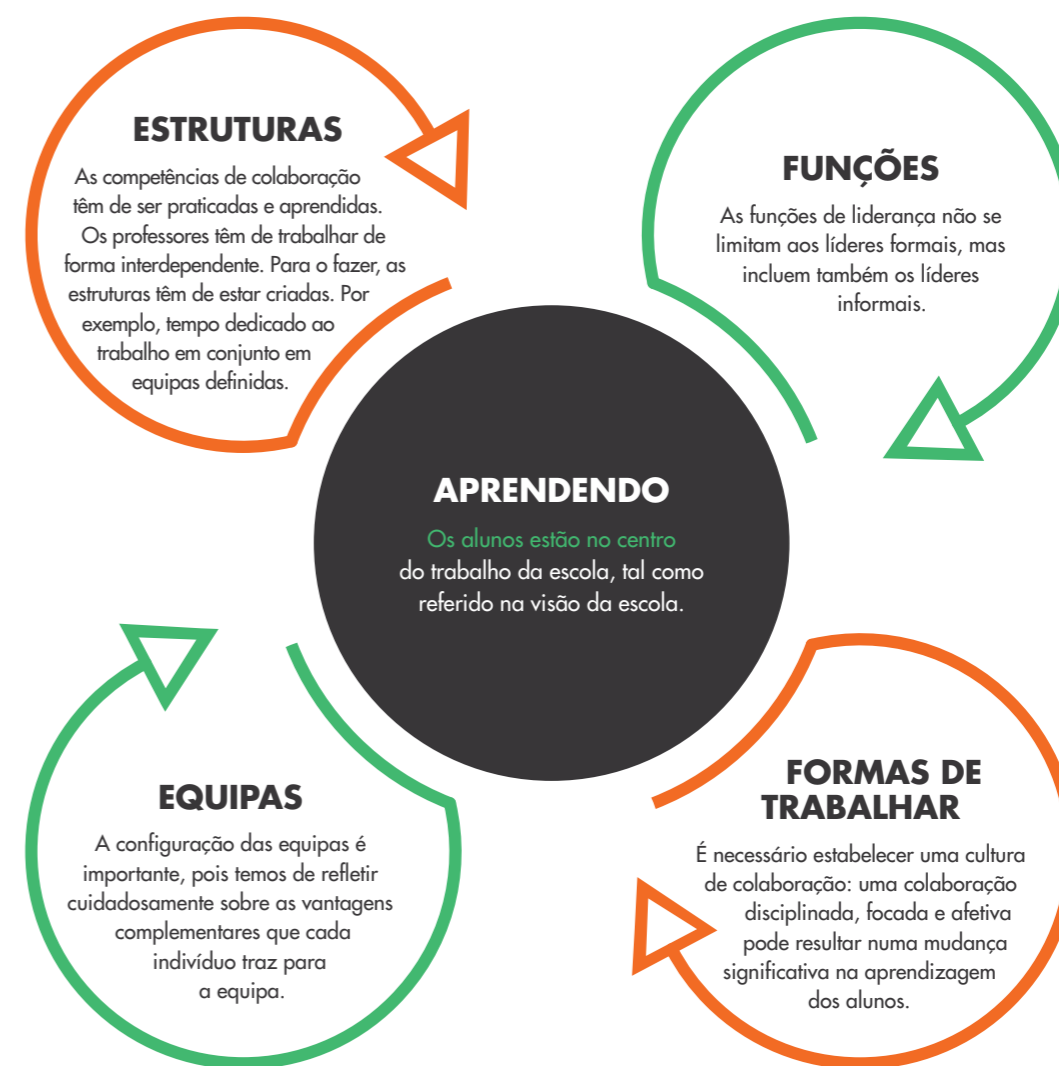 ESTRUTURAS
As competências de colaboração
têm de ser praticadas e aprendidas.
Os professores têm de trabalhar de
forma interdependente. Para o fazer, as
estruturas têm de estar criadas. Por
exemplo, tempo dedicado ao
trabalho em conjunto em
equipas definidas.
FUNÇÕES
As funções de liderança não se
limitam aos líderes formais, mas
incluem também os líderes
informais.
APRENDENDO
Os alunos estão no centro
do trabalho da escola, tal como
referido na visão da escola.
EQUIPAS
A configuração das equipas é
importante, pois temos de refletir
cuidadosamente sobre as vantagens
complementares que cada
indivíduo traz para
a equipa.
FORMAS DE
TRABALHAR
É necessário estabelecer uma cultura
de colaboração: uma colaboração
disciplinada, focada e afetiva
pode resultar numa mudança
significativa na aprendizagem
dos alunos.